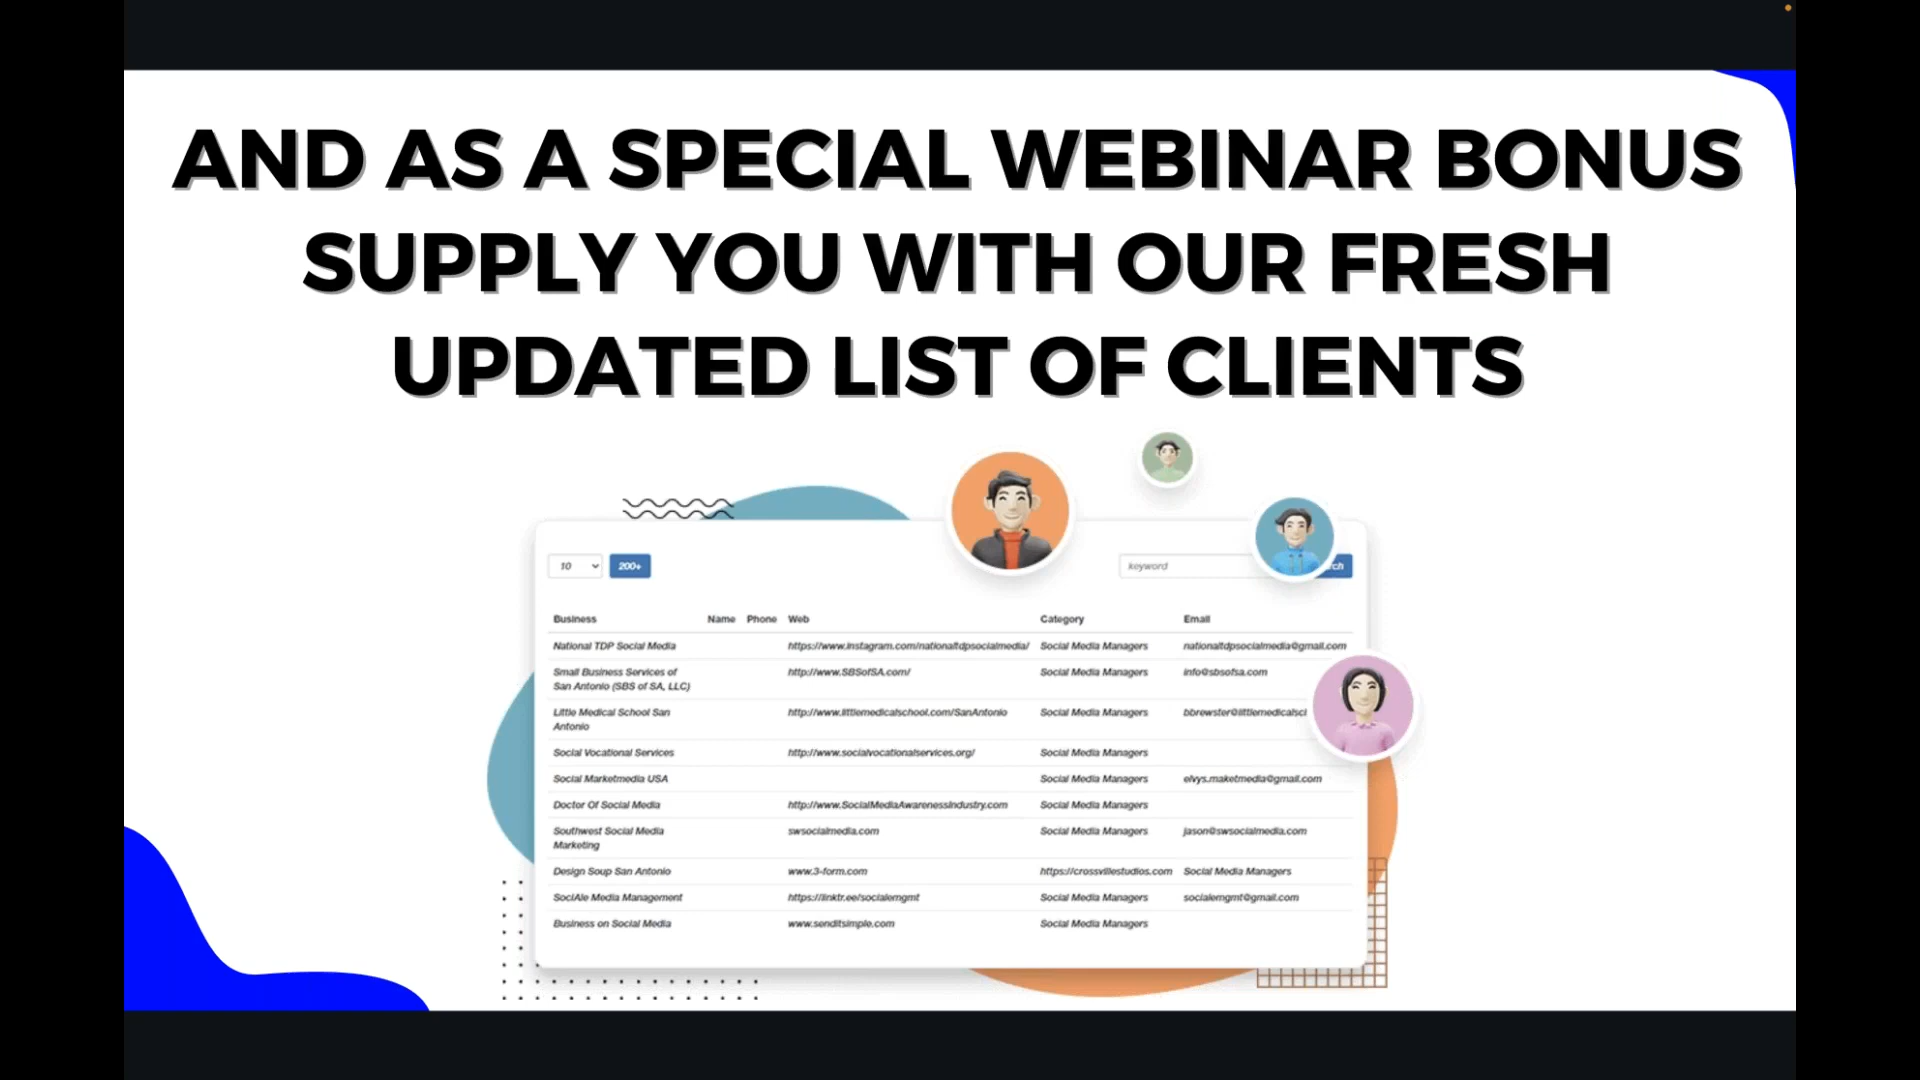 AND AS A SPECIAL WEBINAR BONUS
SUPPLY YOU WITH OUR FRESH
UPDATED LIST OF CLIENTS
10 200+ keyword rch
Business Name Phone Web Category Email
National TDP Social Media https://www.instagram.com/nationaltdpsocialmedia/ Social Media Managers nationaltdpsocialmedia@gmail.com
Small Business Services of http://www.SBSofSA.com/ Social Media Managers info@sbsofsa.com
San Antonio (SBS of SA, LLC)
Little Medical School San http://www.littlemedicalschool.com/SanAntonio Social Media Managers bbrewster@littlemedicalscl
Antonio
Social Vocational Services http://www.socialvocationalservices.org/ Social Media Managers
Social Marketmedia USA Social Media Managers elvys.maketmedia@gmail.com
Doctor Of Social Media http://www.SocialMediaAwarenessIndustry.com Social Media Managers
Southwest Social Media swsocialmedia.com Social Media Managers jason@swsocialmedia.com
Marketing
Design Soup San Antonio www.3-form.com https://crossvillestudios.com Social Media Managers
SociAle Media Management https://linktr.ee/socialemgmt Social Media Managers socialemgmt@gmail.com
Business on Social Media www.senditsimple.com Social Media Managers